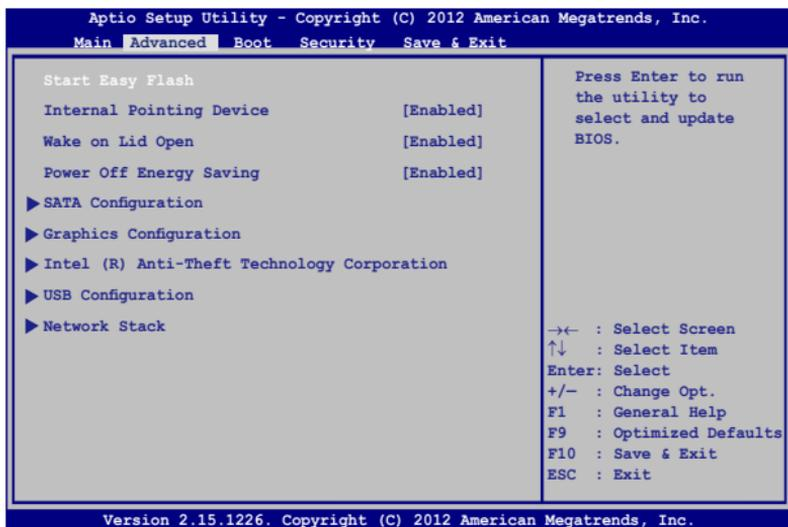 Aptio Setup Utility - Copyright (C) 2012 American Megatrends, Inc.
Main Advanced Boot Security Save & Exit
Start Easy Flash
Internal Pointing Device [Enabled]
Wake on Lid Open [Enabled]
Power Off Energy Saving [Enabled]
SATA Configuration
Graphics Configuration
Intel (R) Anti-Theft Technology Corporation
USB Configuration
Network Stack
Press Enter to run
the utility to
select and update
BIOS.
→← : Select Screen
↑↓ : Select Item
Enter: Select
+/— : Change Opt.
F1 : General Help
F9 : Optimized Defaults
F10 : Save & Exit
ESC : Exit
Version 2.15.1226. Copyright (C) 2012 American Megatrends, Inc.